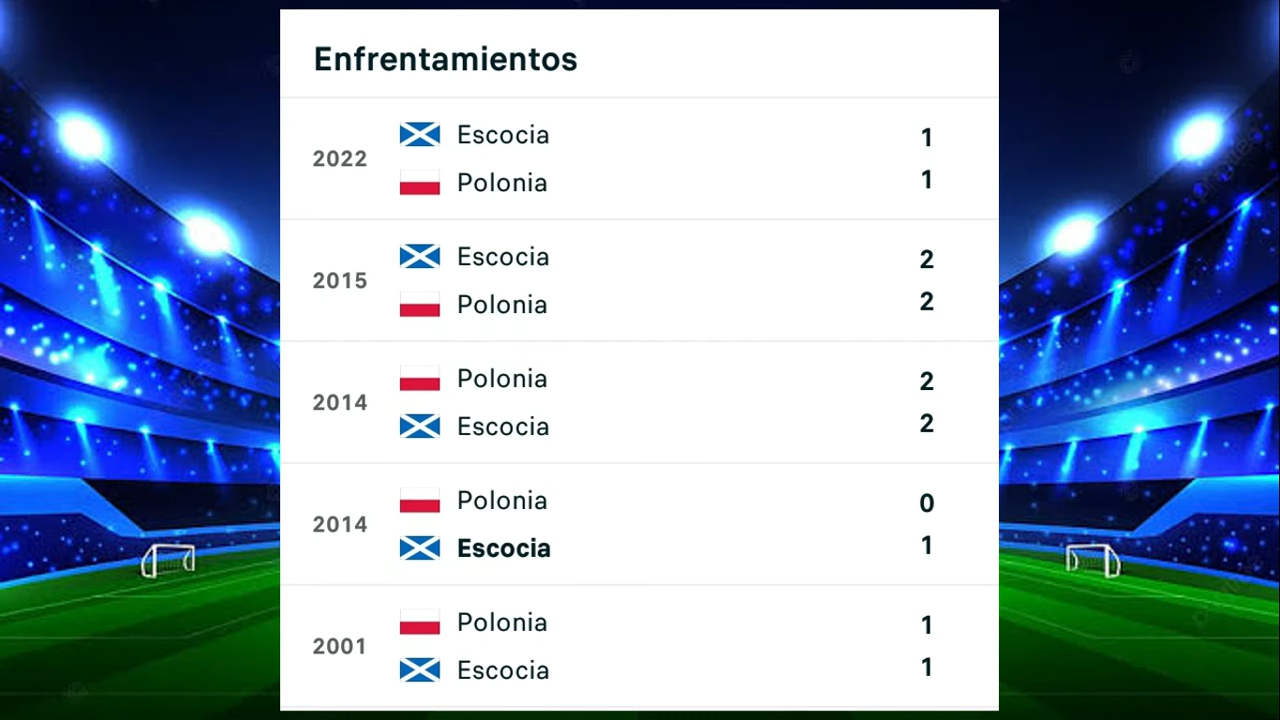 Enfrentamientos
2022
Escocia 1
Polonia 1
2015
Escocia 2
Polonia 2
2014
Polonia 2
Escocia 2
2014
Polonia 0
Escocia 1
2001
Polonia 1
Escocia 1